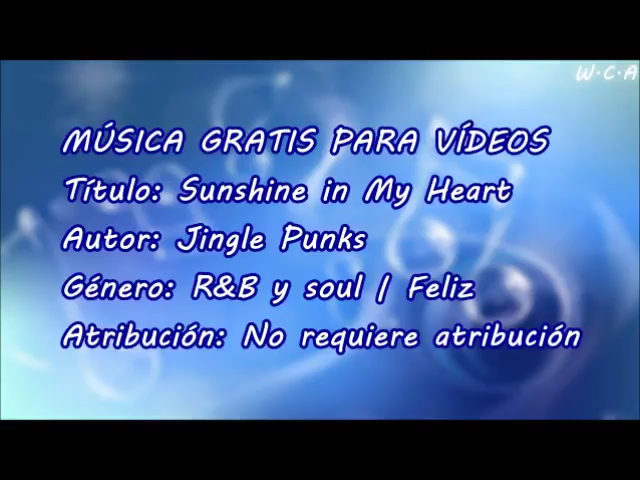 W.C.A
MÚSICA GRATIS PARA VÍDEOS
Título: Sunshine in My Heart
Autor: Jingle Punks
Género: R&B y soul | Feliz
Atribución: No requiere atribución